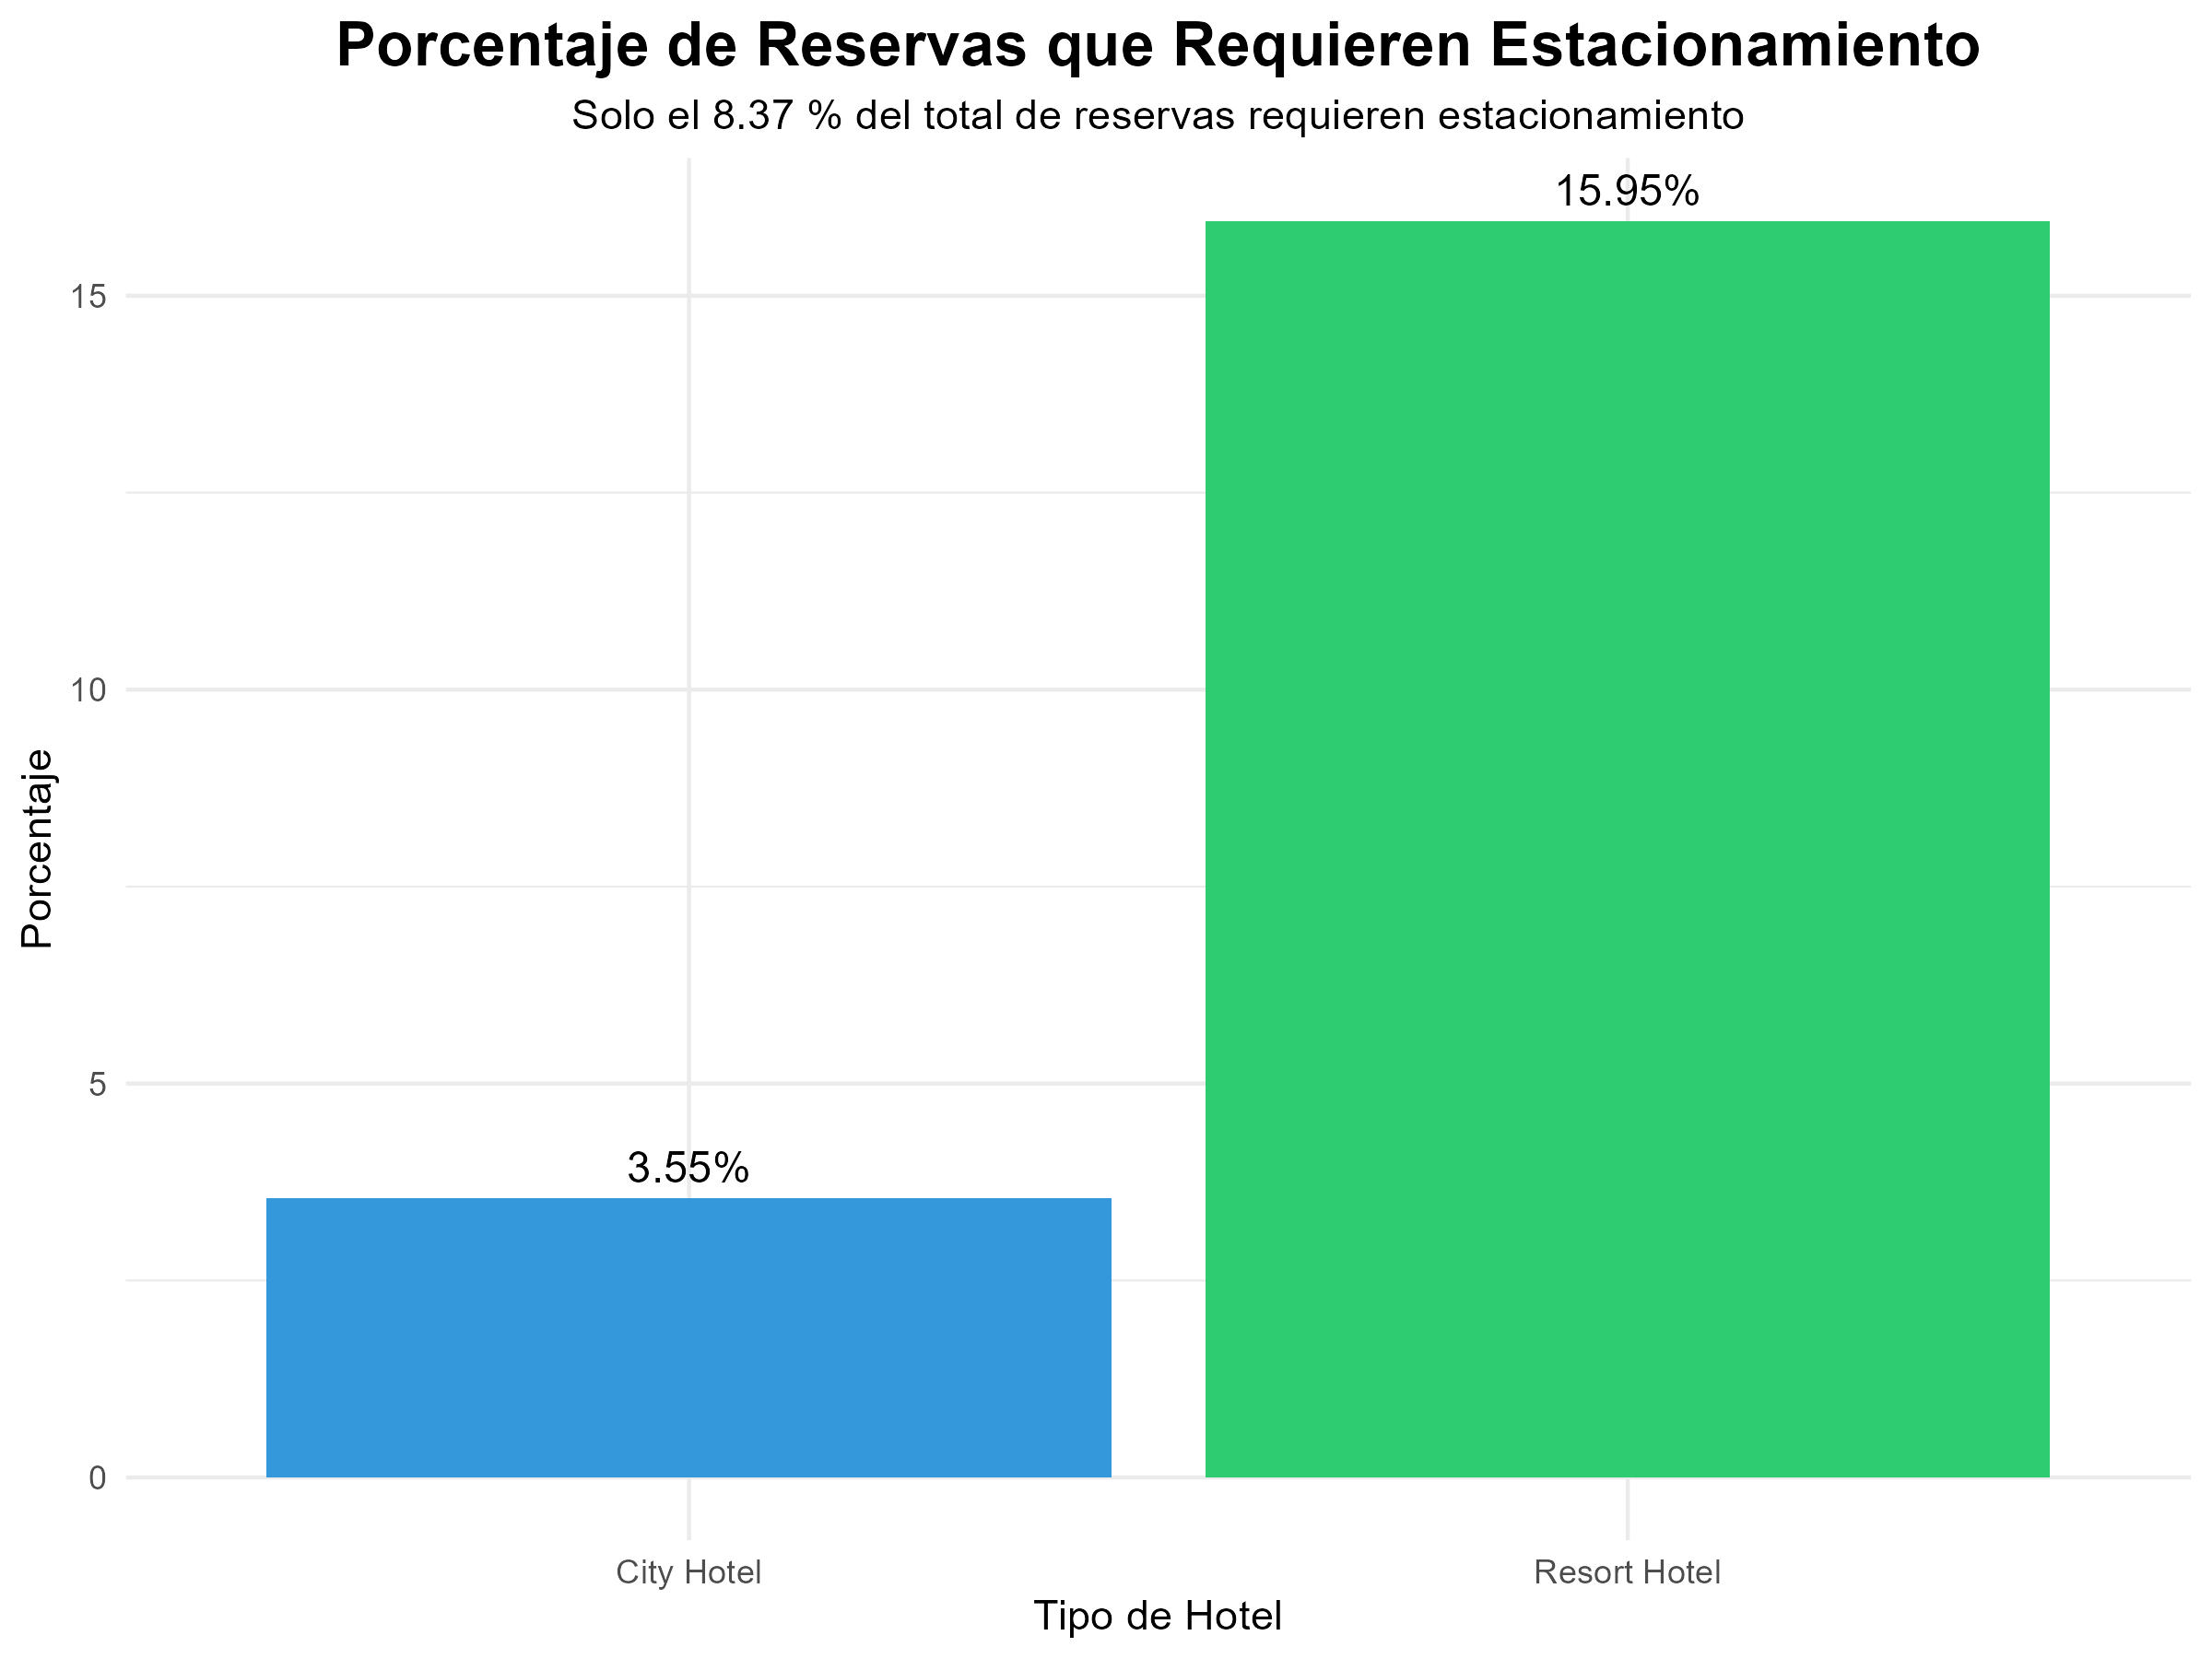 Porcentaje de Reservas que Requieren Estacionamiento
Solo el 8.37 % del total de reservas requieren estacionamiento
15.95%
15
10
Porcentaje
5
3.55%
0
City Hotel
Resort Hotel
Tipo de Hotel